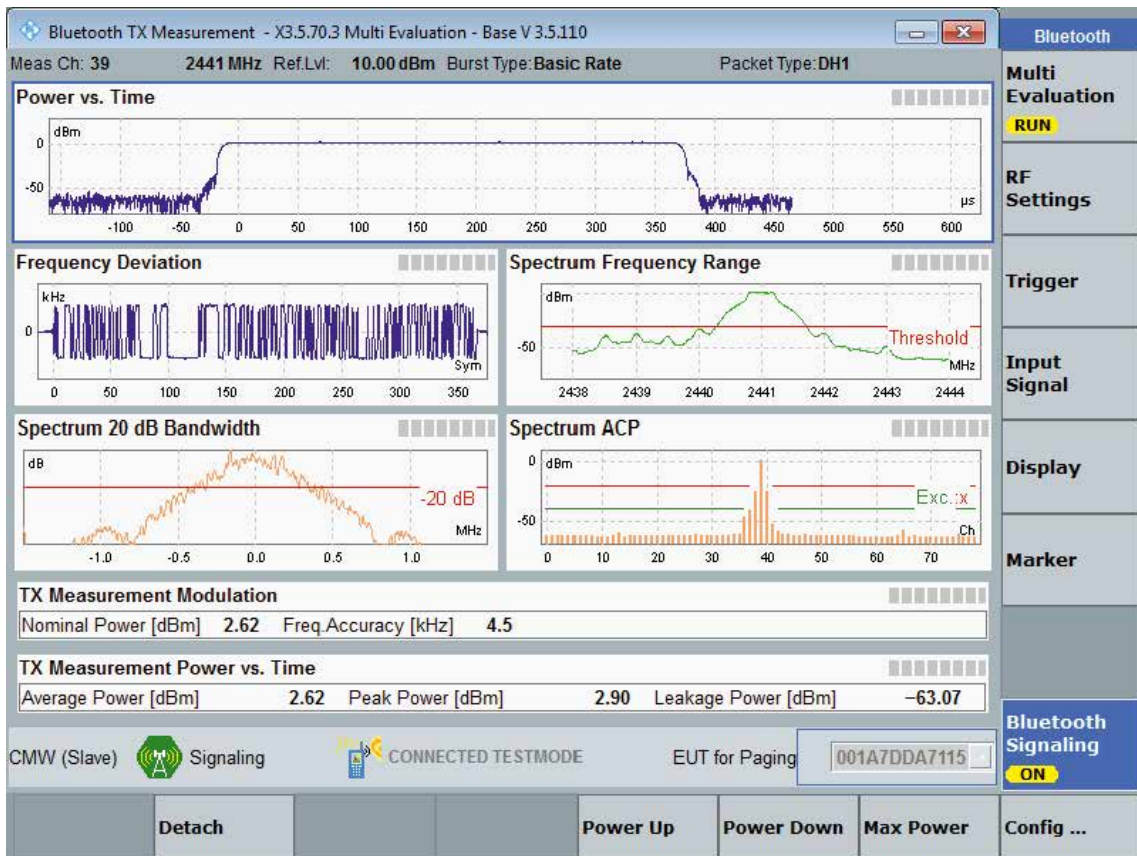 Bluetooth TX Measurement - X3.5.70.3 Multi Evaluation - Base V 3.5.110
Meas Ch: 39 2441 MHz Ref.Lvl: 10.00 dBm Burst Type: Basic Rate Packet Type: DH1
Power vs. Time
dBm
0
-50
µs
-100 -50 0 50 100 150 200 250 300 350 400 450 500 550 600
Frequency Deviation
kHz
0
Sym
0 50 100 150 200 250 300 350
Spectrum Frequency Range
dBm
-50
Threshold
MHz
2438 2439 2440 2441 2442 2443 2444
Spectrum 20 dB Bandwidth
dB
-20 dB
MHz
-1.0 -0.5 0.0 0.5 1.0
Spectrum ACP
0 dBm
Exc.:x
-50
Ch
0 10 20 30 40 50 60 70
TX Measurement Modulation
Nominal Power [dBm] 2.62 Freq.Accuracy [kHz] 4.5
TX Measurement Power vs. Time
Average Power [dBm] 2.62 Peak Power [dBm] 2.90 Leakage Power [dBm] −63.07
CMW (Slave) Signaling CONNECTED TESTMODE EUT for Paging 001A7DDA7115
Detach Power Up Power Down Max Power Config ...
Bluetooth
Multi
Evaluation
RUN
RF
Settings
Trigger
Input
Signal
Display
Marker
Bluetooth
Signaling
ON